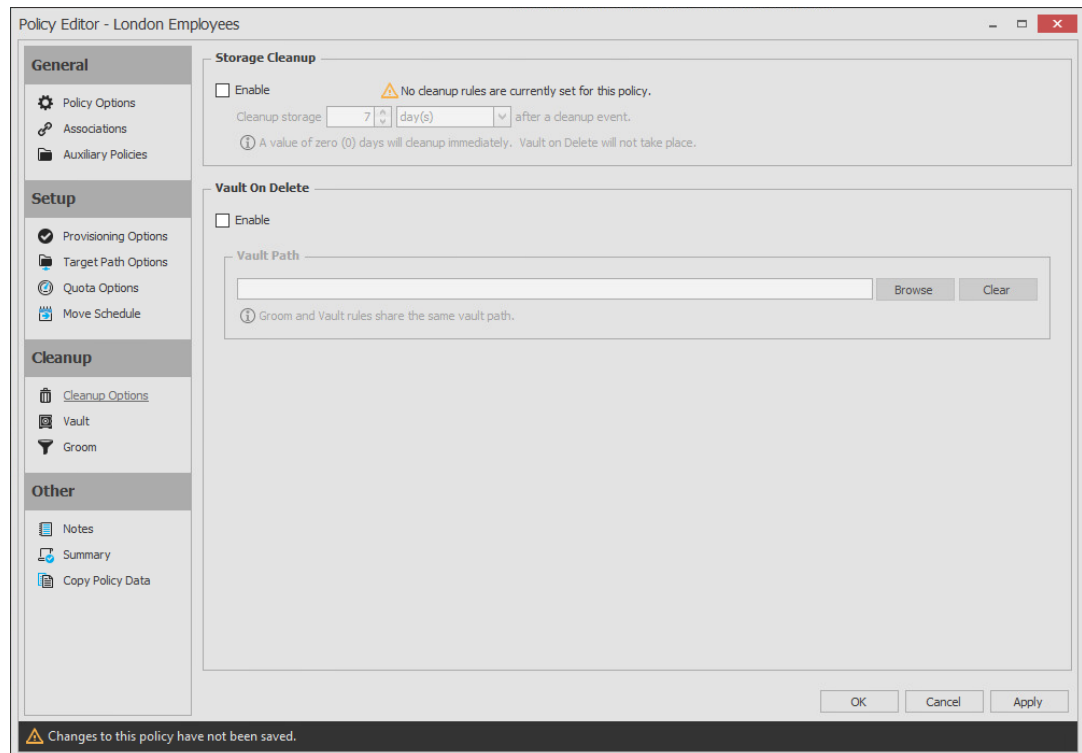 Policy Editor - London Employees
General
Policy Options
Associations
Auxiliary Policies
Setup
Provisioning Options
Target Path Options
Quota Options
Move Schedule
Cleanup
Cleanup Options
Vault
Groom
Other
Notes
Summary
Copy Policy Data
Storage Cleanup
Enable No cleanup rules are currently set for this policy.
Cleanup storage 7 day(s) after a cleanup event.
A value of zero (0) days will cleanup immediately. Vault on Delete will not take place.
Vault On Delete
Enable
Vault Path
Browse Clear
Groom and Vault rules share the same vault path.
OK Cancel Apply
Changes to this policy have not been saved.